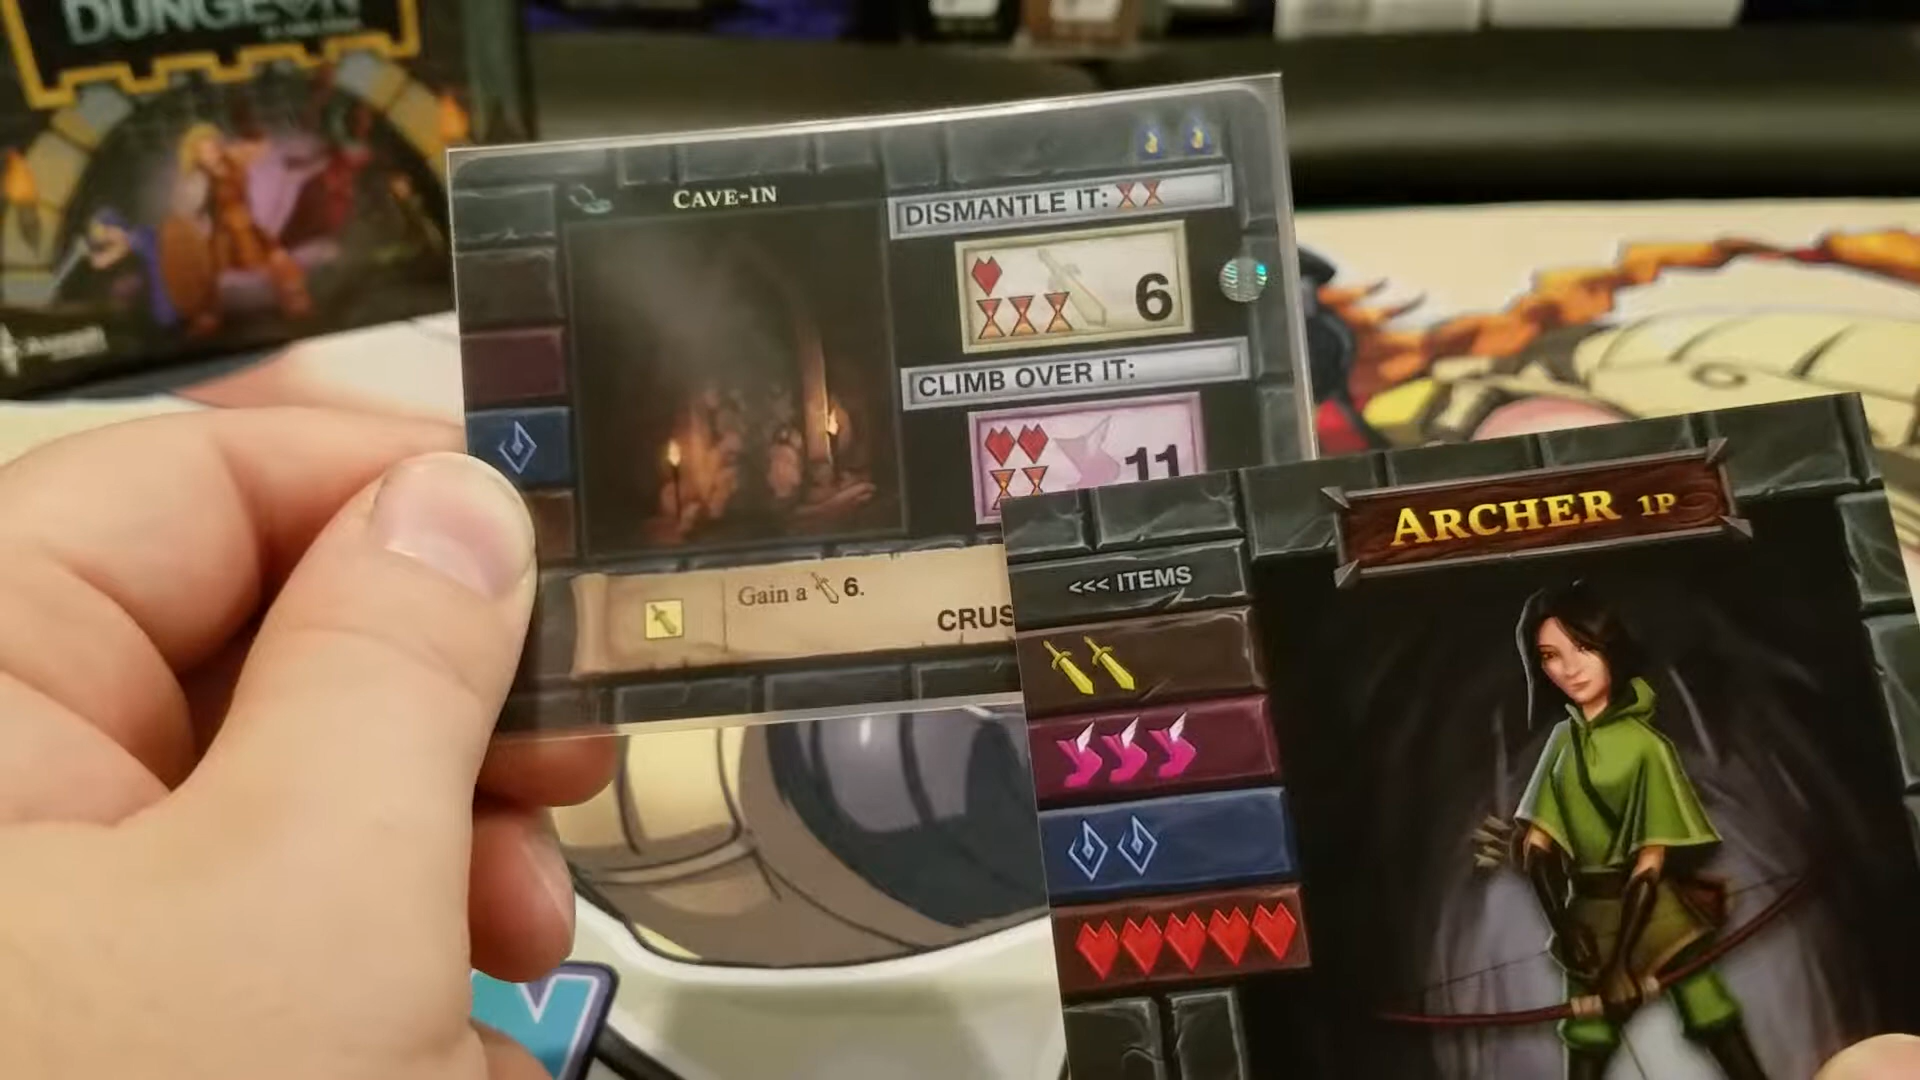 DUNGEON
CAVE-IN
DISMANTLE IT:
6
CLIMB OVER IT:
11
Gain a 6.
CRUS
ARCHER 1P
<<< ITEMS